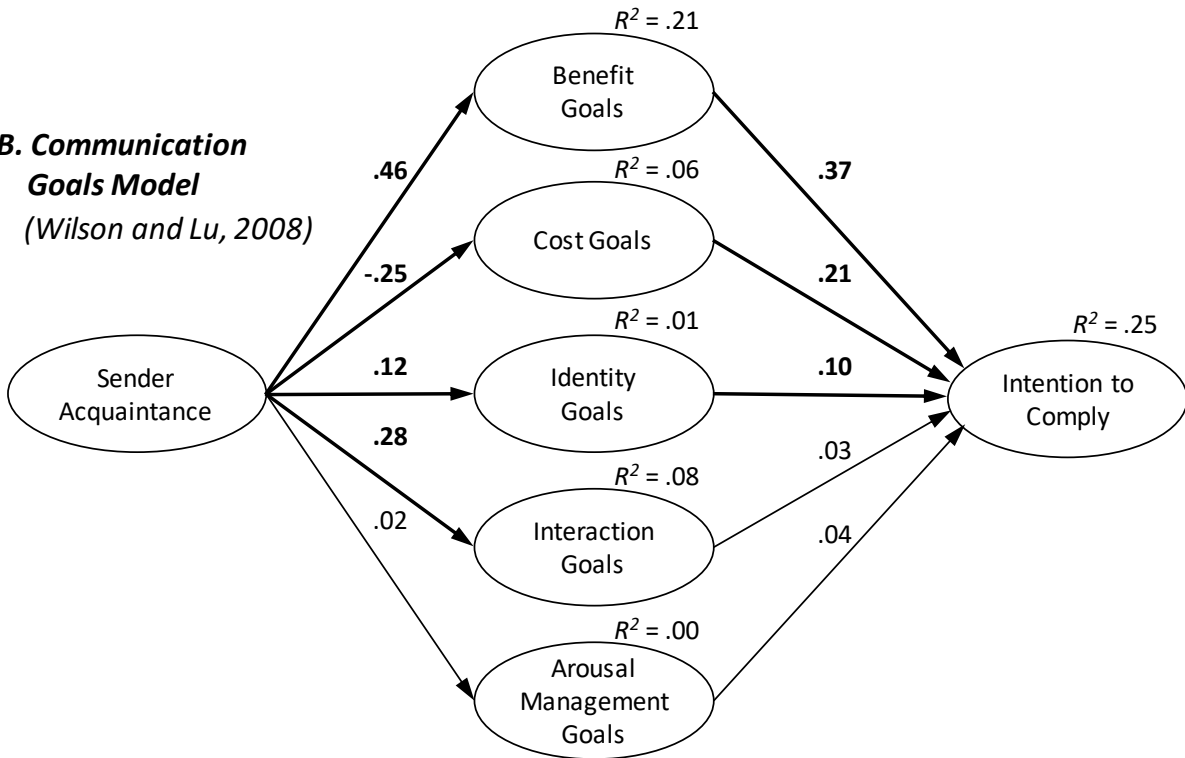 R² = .21
Benefit
Goals
B. Communication
Goals Model
(Wilson and Lu, 2008)
.46
.37
R² = .06
Cost Goals
-.25
.21
R² = .01
R² = .25
Sender
Acquaintance
.12
Identity
Goals
.10
Intention to
Comply
.28
.03
R² = .08
Interaction
Goals
.02
.04
R² = .00
Arousal
Management
Goals